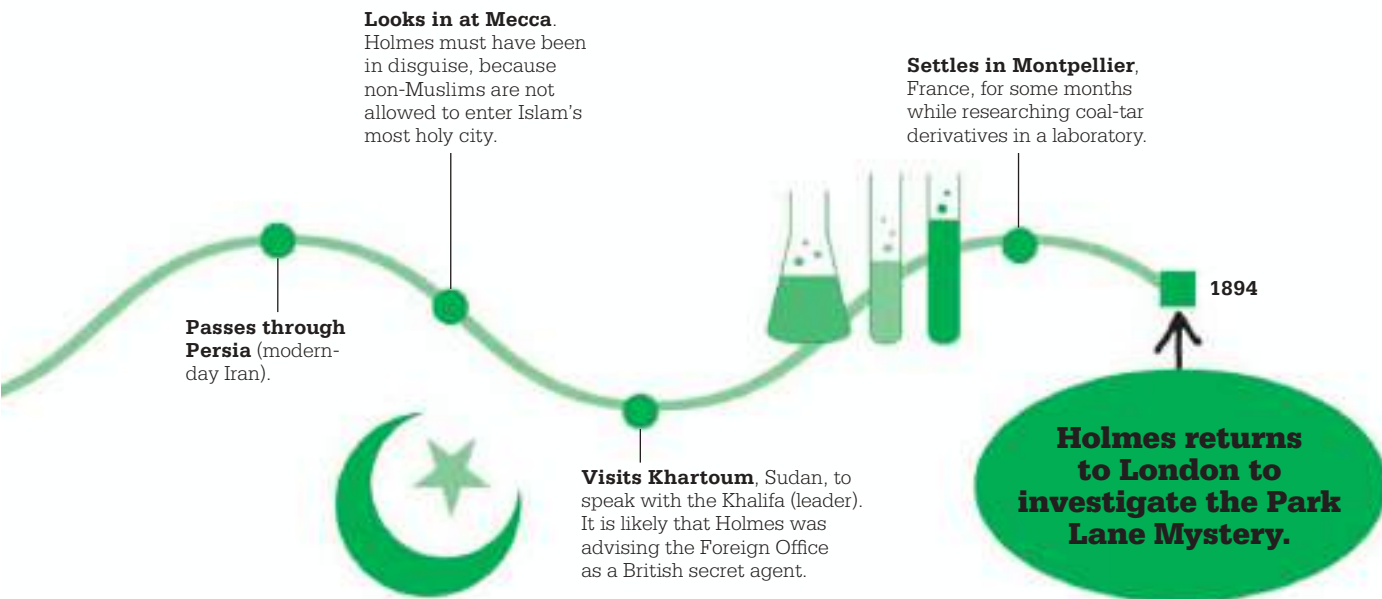 Passes through
Persia (modern-
day Iran).
Looks in at Mecca.
Holmes must have been
in disguise, because
non-Muslims are not
allowed to enter Islam's
most holy city.
Visits Khartoum, Sudan, to
speak with the Khalifa (leader).
It is likely that Holmes was
advising the Foreign Office
as a British secret agent.
Settles in Montpellier,
France, for some months
while researching coal-tar
derivatives in a laboratory.
1894
Holmes returns
to London to
investigate the Park
Lane Mystery.